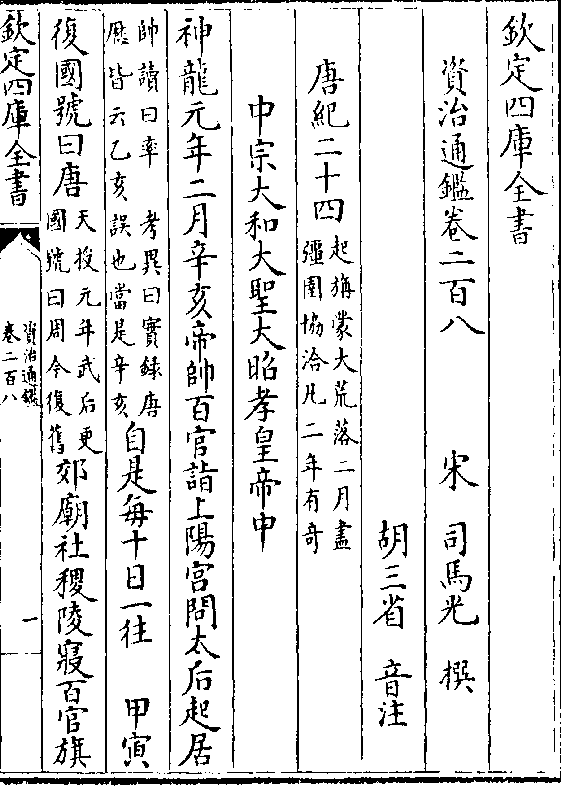 欽定四庫全書
資治通鑑卷二百八
宋 司馬光 撰
胡三省 音注
唐紀二十四起旃蒙大荒落二月盡
彊圉協洽凡二年有奇
中宗大和大聖大昭孝皇帝中
神龍元年二月辛亥帝帥百官詣上陽宮問太后起居
帥讀曰率 考異曰實録唐
歴皆云乙亥誤也當是辛亥
自是每十日一往 甲寅
復國號曰唐
天授元年武后更
國號曰周今復舊
郊廟社稷陵寢百官旗
欽定四庫全書
資治通鑑
卷二百八
一